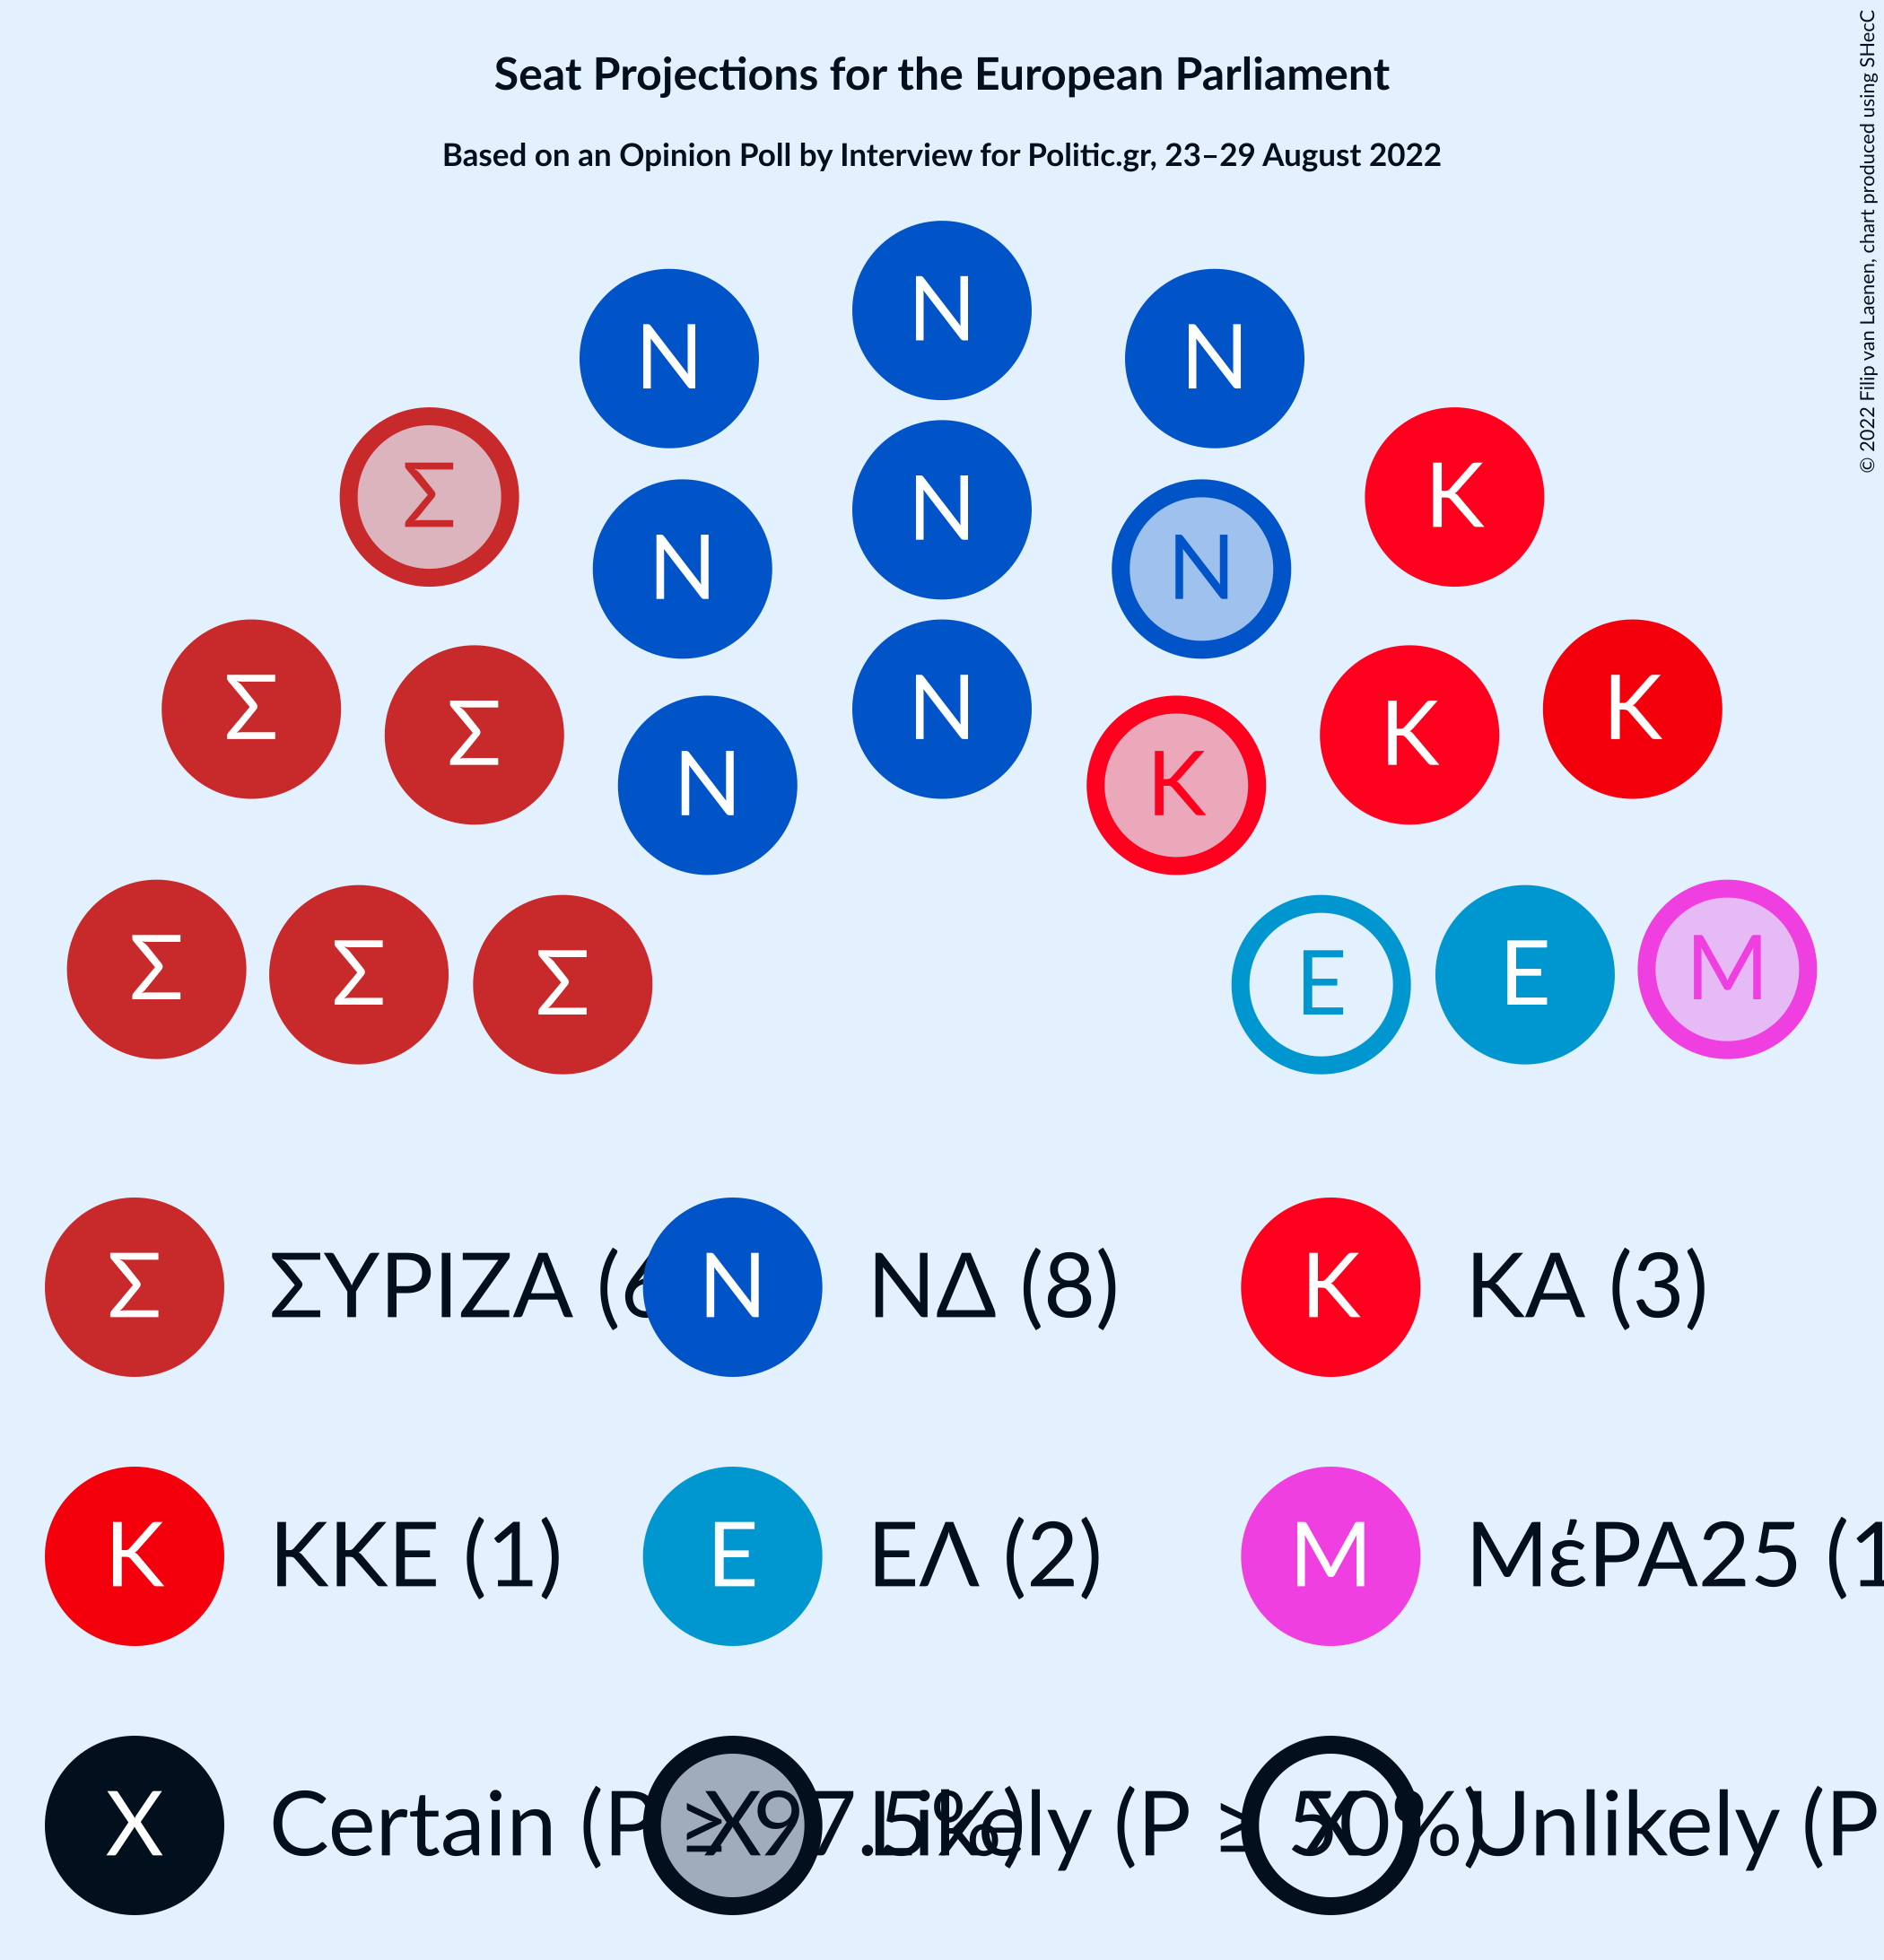 Seat Projections for the European Parliament
Based on an Opinion Poll by Interview for Politic.gr, 23–29 August 2022
© 2022 Filip van Laenen, chart produced using SHecC
N
N N
Σ N K
N N
Σ K
Σ N K
N K
Σ Σ Σ E E M
Σ ΣΥΡΙΖΑ (6 N ΝΔ (8) K ΚΑ (3)
K ΚΚΕ (1) E ΕΛ (2) M ΜέΡΑ25 (1
X Certain (P ≥ 97.5%) X Likely (P ≥ 50%) X Unlikely (P